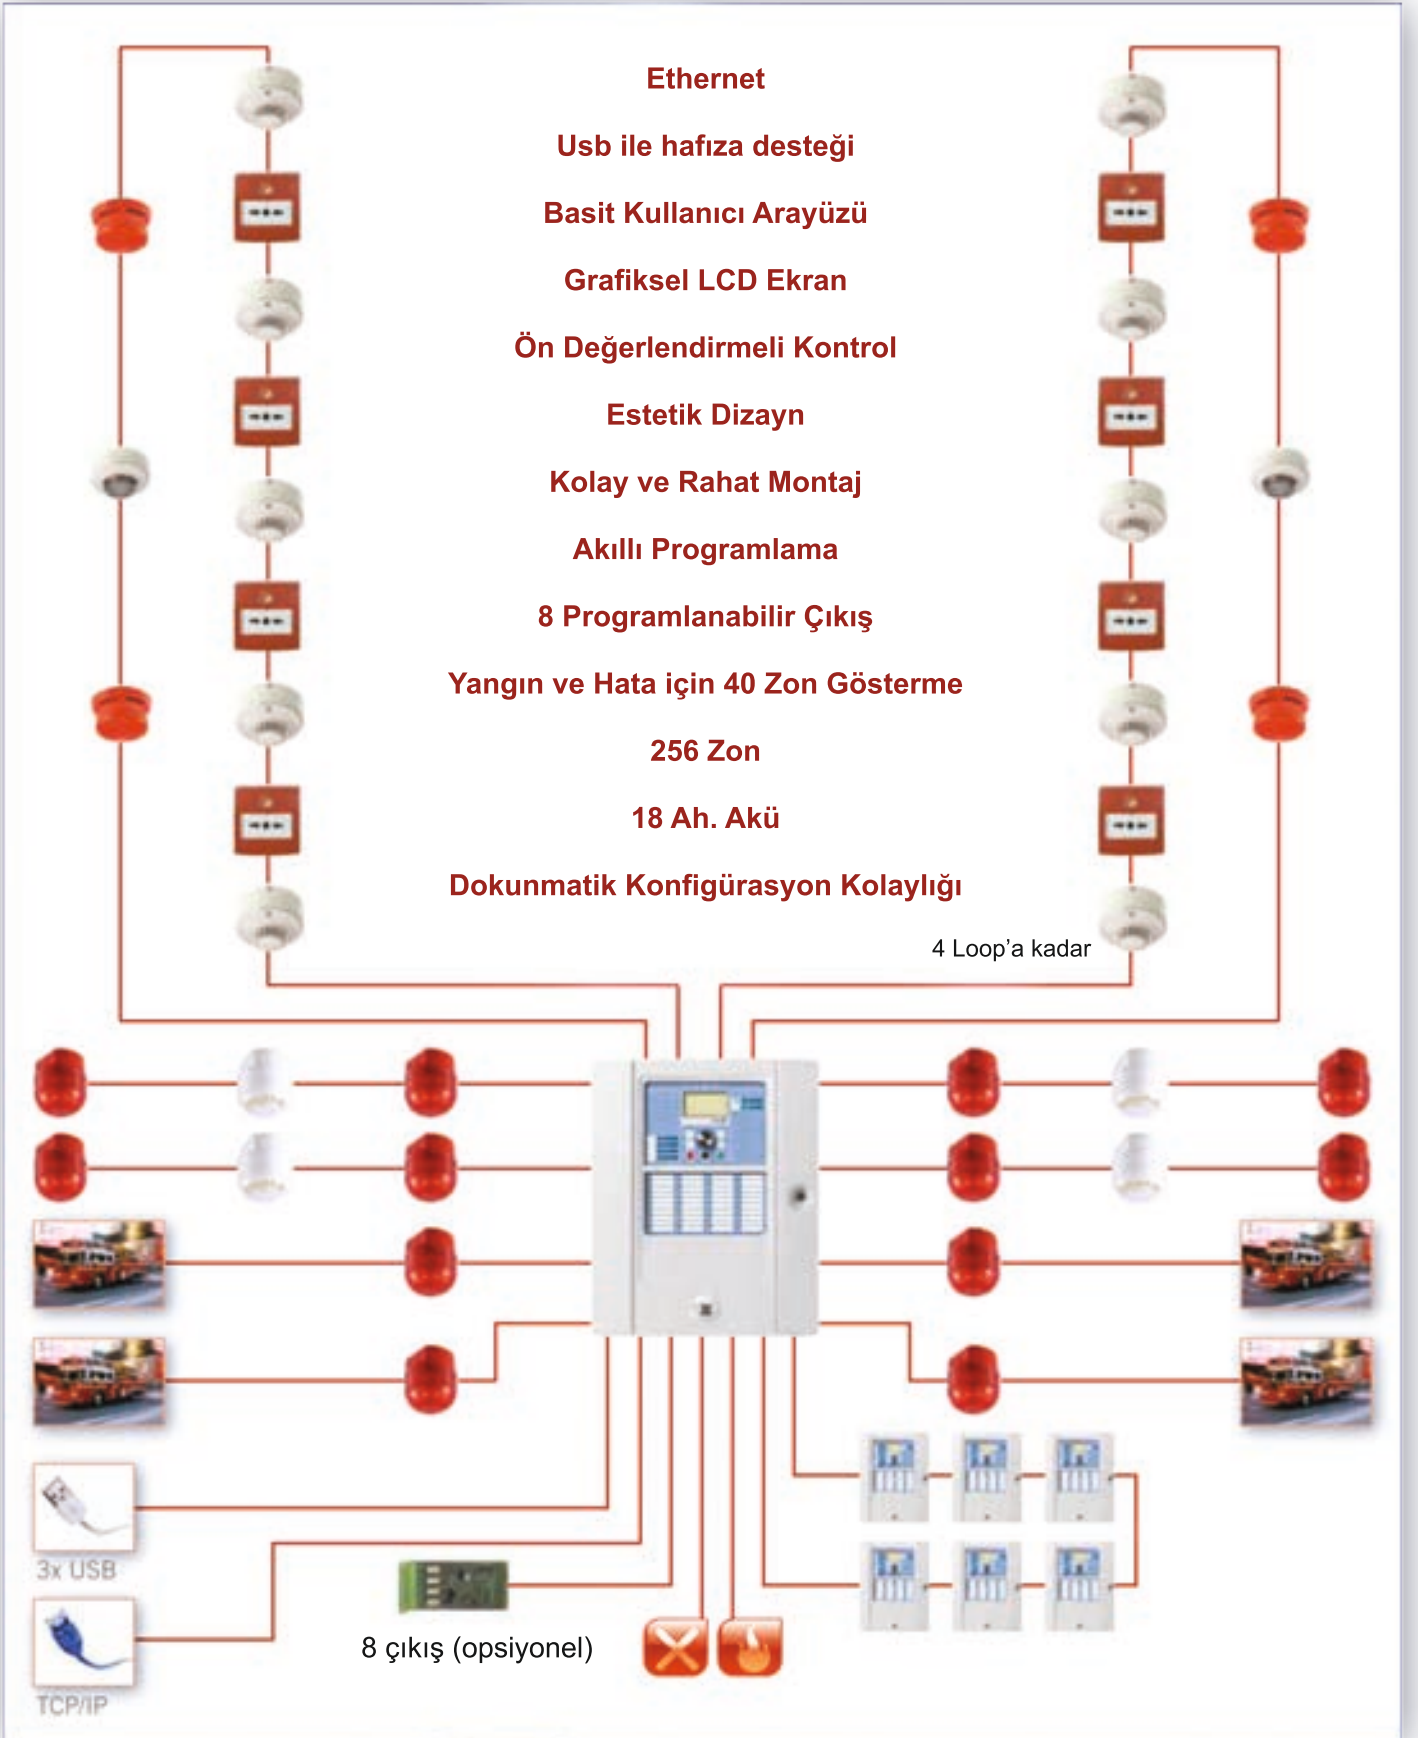 Ethernet
Usb ile hafıza desteği
Basit Kullanıcı Arayüzü
Grafiksel LCD Ekran
Ön Değerlendirmeli Kontrol
Estetik Dizayn
Kolay ve Rahat Montaj
Akıllı Programlama
8 Programlanabilir Çıkış
Yangın ve Hata için 40 Zon Gösterme
256 Zon
18 Ah. Akü
Dokunmatik Konfigürasyon Kolaylığı
4 Loop’a kadar
3x USB
8 çıkış (opsiyonel)
TCP/IP